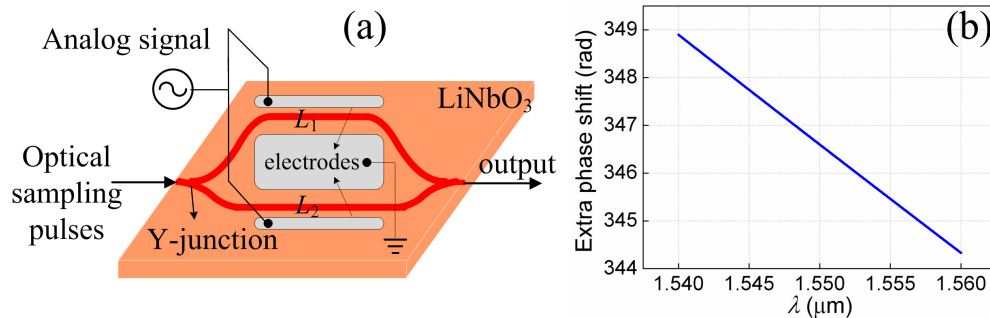 (a)
Analog signal
LiNbO3
L1
Optical
sampling
pulses
electrodes
output
L2
Y-junction
(b)
Extra phase shift (rad)
349
348
347
346
345
344
1.540 1.545 1.550 1.555 1.560
λ (μm)